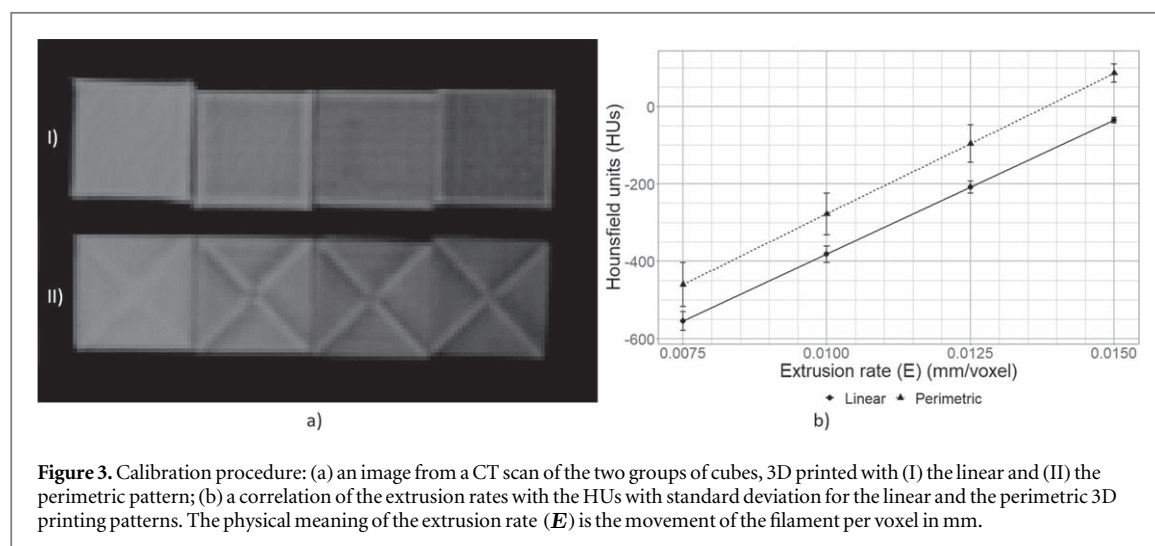 I)
II)
a)
Hounsfield units (HUs)
0
-200
-400
-600
0.0075 0.0100 0.0125 0.0150
Extrusion rate (E) (mm/voxel)
Linear Perimetric
b)
Figure 3. Calibration procedure: (a) an image from a CT scan of the two groups of cubes, 3D printed with (I) the linear and (II) the
perimetric pattern; (b) a correlation of the extrusion rates with the HUs with standard deviation for the linear and the perimetric 3D
printing patterns. The physical meaning of the extrusion rate (E) is the movement of the filament per voxel in mm.